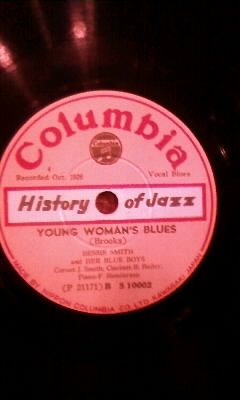 Columbia
Recorded Oct. 1926
Vocal Blues
History of Jazz
YOUNG WOMAN'S BLUES
(Brooks)
BESSIE SMITH
and HER BLUE BOYS
Cornet J. Smith, Clarinet B. Bailey,
Piano F. Henderson
(P 21171) B S 10002
MADE BY NIPPON COLUMBIA CO LTD KAWASAKI JAPAN